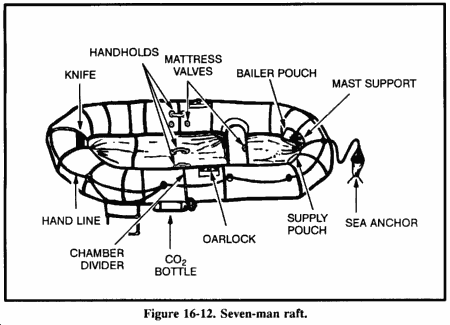 HANDHOLDS
MATTRESS
VALVES
KNIFE
BAILER POUCH
MAST SUPPORT
HAND LINE
CHAMBER
DIVIDER
CO2
BOTTLE
OARLOCK
SUPPLY
POUCH
SEA ANCHOR
Figure 16-12. Seven-man raft.